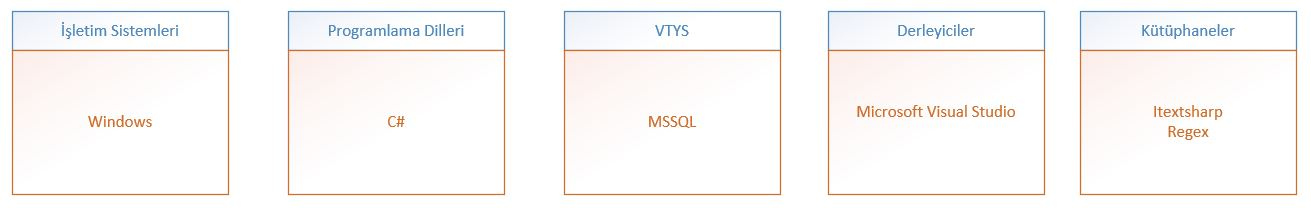 İşletim Sistemleri
Windows
Programlama Dilleri
C#
VTYS
MSSQL
Derleyiciler
Microsoft Visual Studio
Kütüphaneler
Itextsharp
Regex